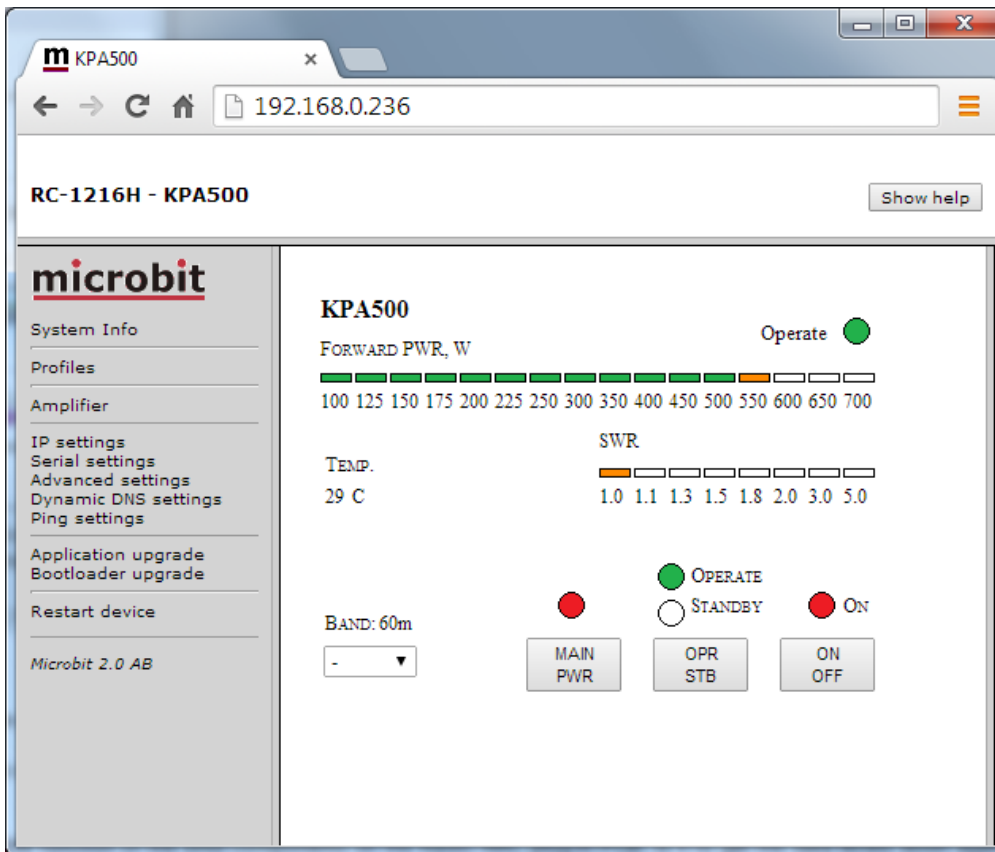 m KPA500 ×
192.168.0.236
RC-1216H - KPA500
Show help
microbit
System Info
Profiles
Amplifier
IP settings
Serial settings
Advanced settings
Dynamic DNS settings
Ping settings
Application upgrade
Bootloader upgrade
Restart device
Microbit 2.0 AB
KPA500
Operate
FORWARD PWR, W
100 125 150 175 200 225 250 300 350 400 450 500 550 600 650 700
SWR
TEMP.
29 C
1.0 1.1 1.3 1.5 1.8 2.0 3.0 5.0
OPERATE
STANDBY
ON
BAND: 60m
-
MAIN
PWR
OPR
STB
ON
OFF